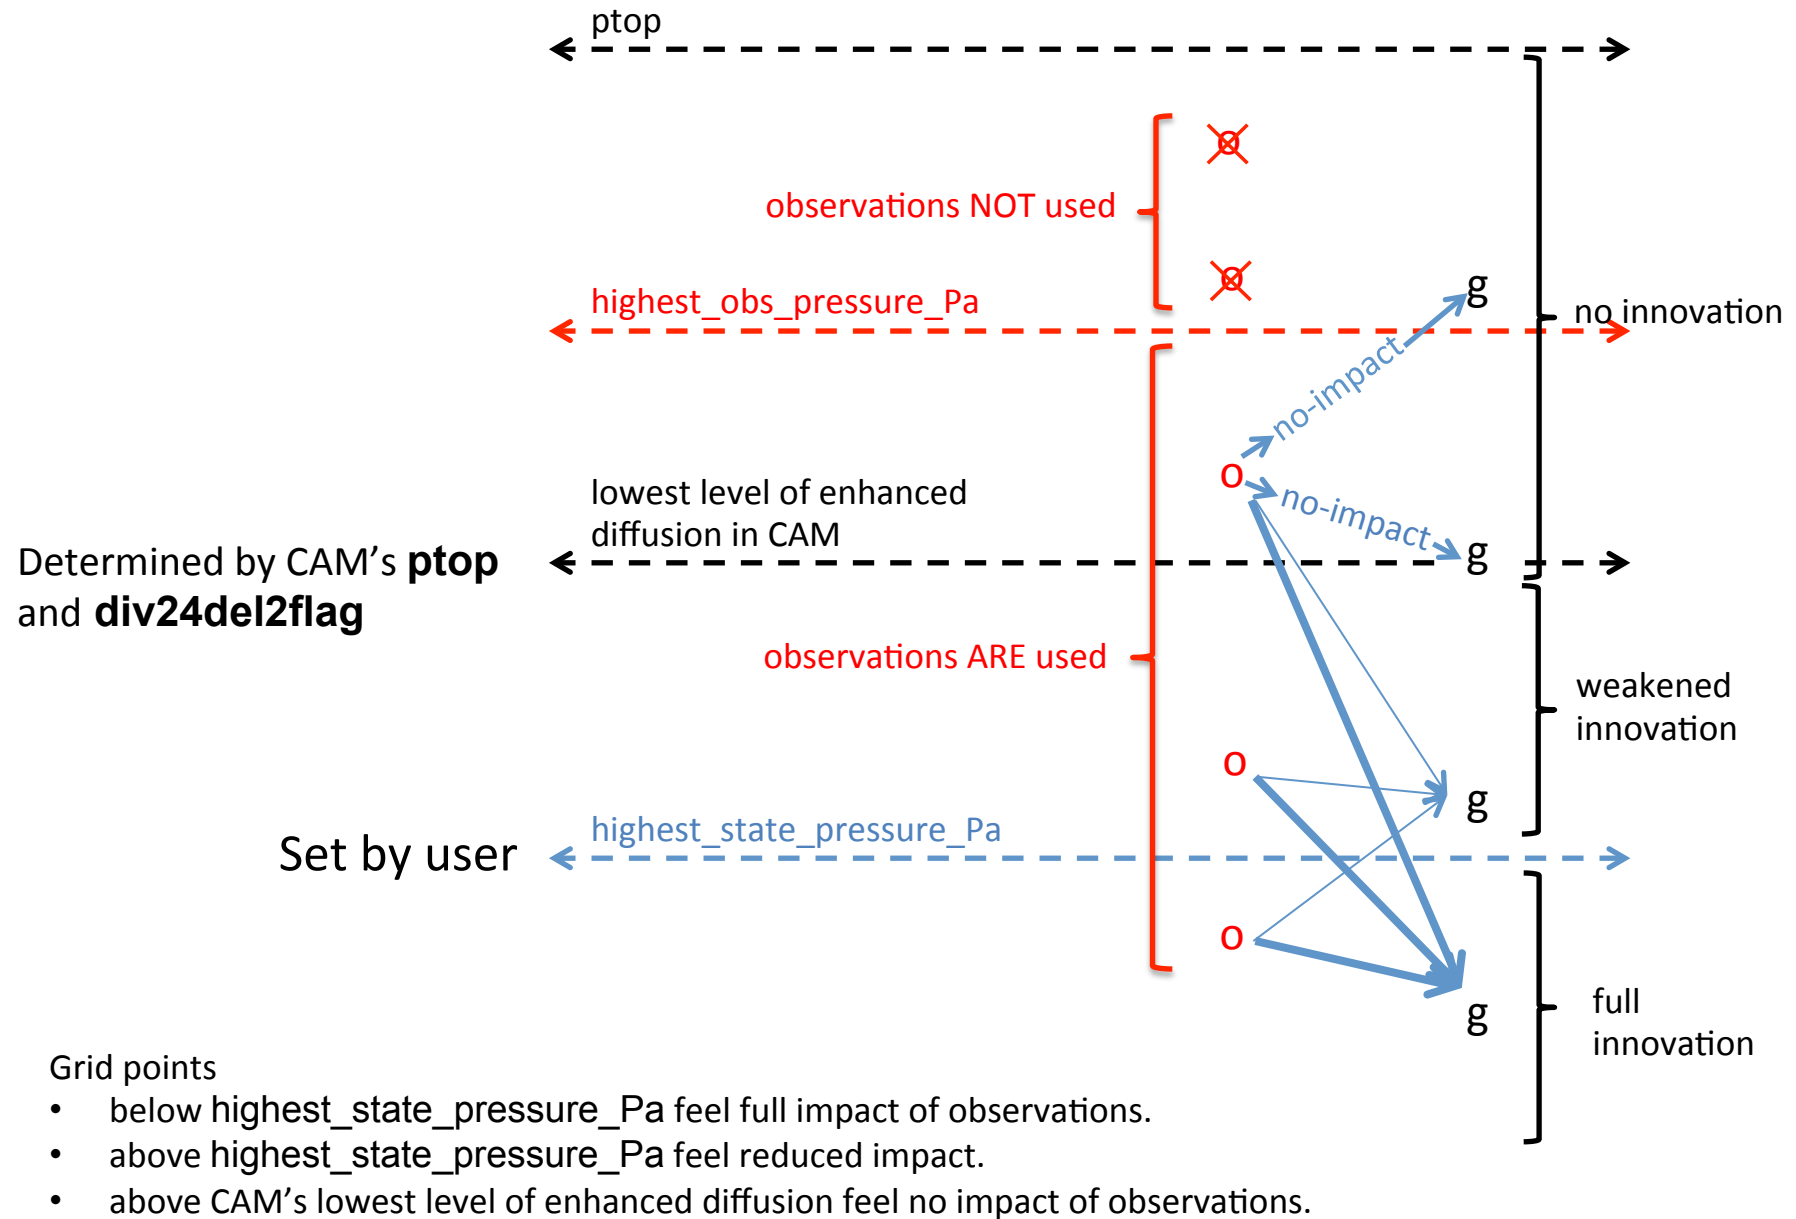 ptop
observations NOT used
highest_obs_pressure_Pa
g
no innovation
no-impact
o
lowest level of enhanced
diffusion in CAM
no-impact
g
Determined by CAM's ptop
and div24del2flag
observations ARE used
weakened
innovation
o
g
highest_state_pressure_Pa
Set by user
o
g
full
innovation
Grid points
• below highest_state_pressure_Pa feel full impact of observations.
• above highest_state_pressure_Pa feel reduced impact.
• above CAM's lowest level of enhanced diffusion feel no impact of observations.